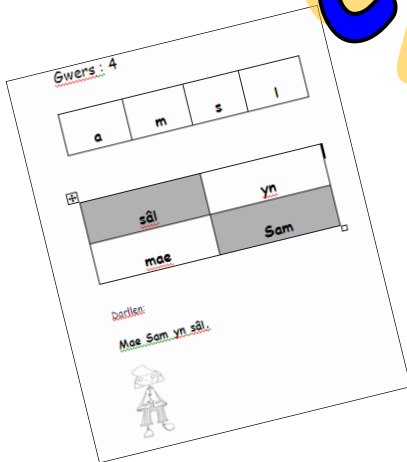 Gwers : 4
a m s l
sâl yn
mae Sam
Darllen:
Mae Sam yn sâl.